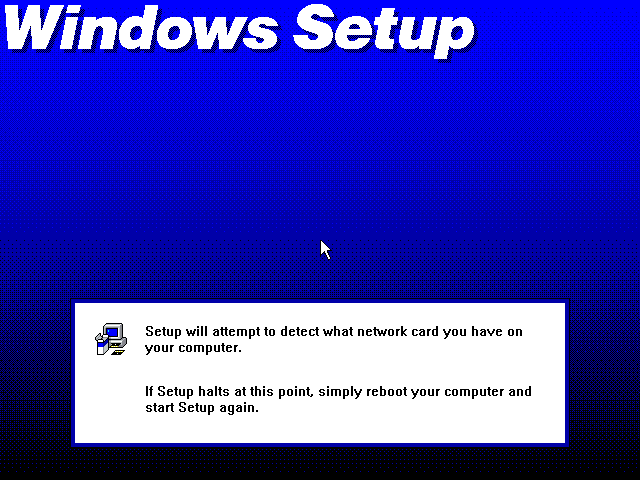 Windows Setup
Setup will attempt to detect what network card you have on
your computer.
If Setup halts at this point, simply reboot your computer and
start Setup again.